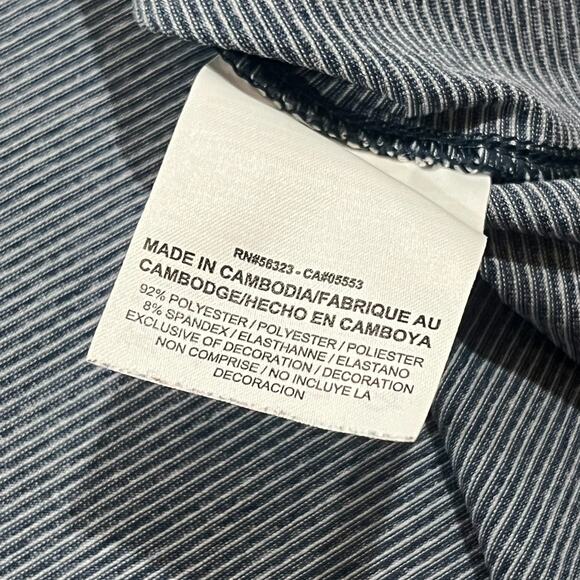 RN#56323 - CA#05553
MADE IN CAMBODIA/FABRIQUE AU
CAMBODGE/HECHO EN CAMBOYA
92% POLYESTER / POLYESTER / POLIESTER
8% SPANDEX / ELASTHANNE / ELASTANO
EXCLUSIVE OF DECORATION / DECORATION
NON COMPRISE / NO INCLUYE LA
DECORACION